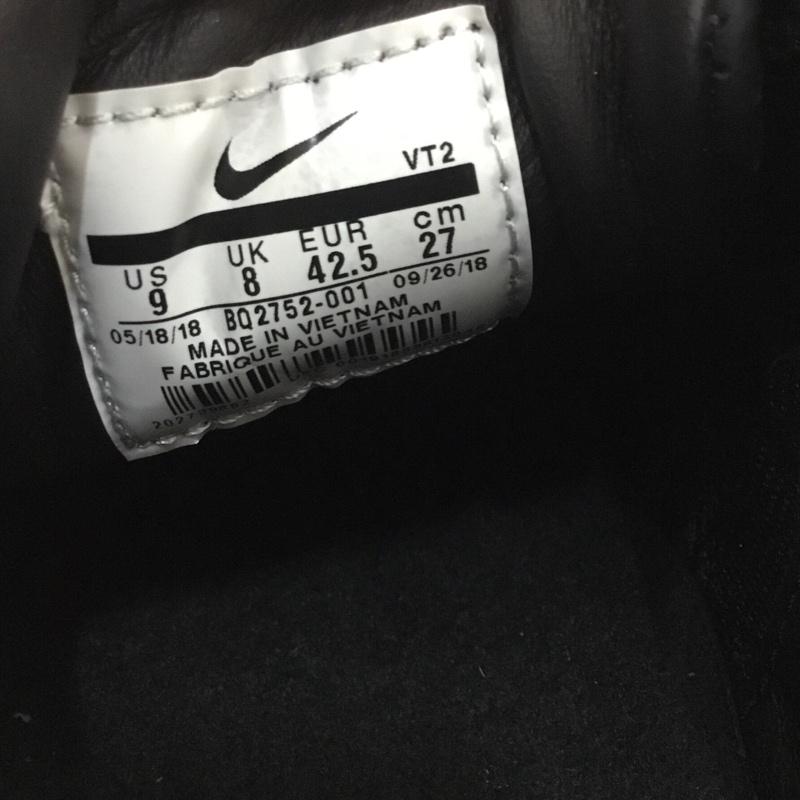 VT2
US UK EUR cm
9 8 42.5 27
05/18/18 BQ2752-001 09/26/18
MADE IN VIETNAM
FABRIQUE AU VIETNAM